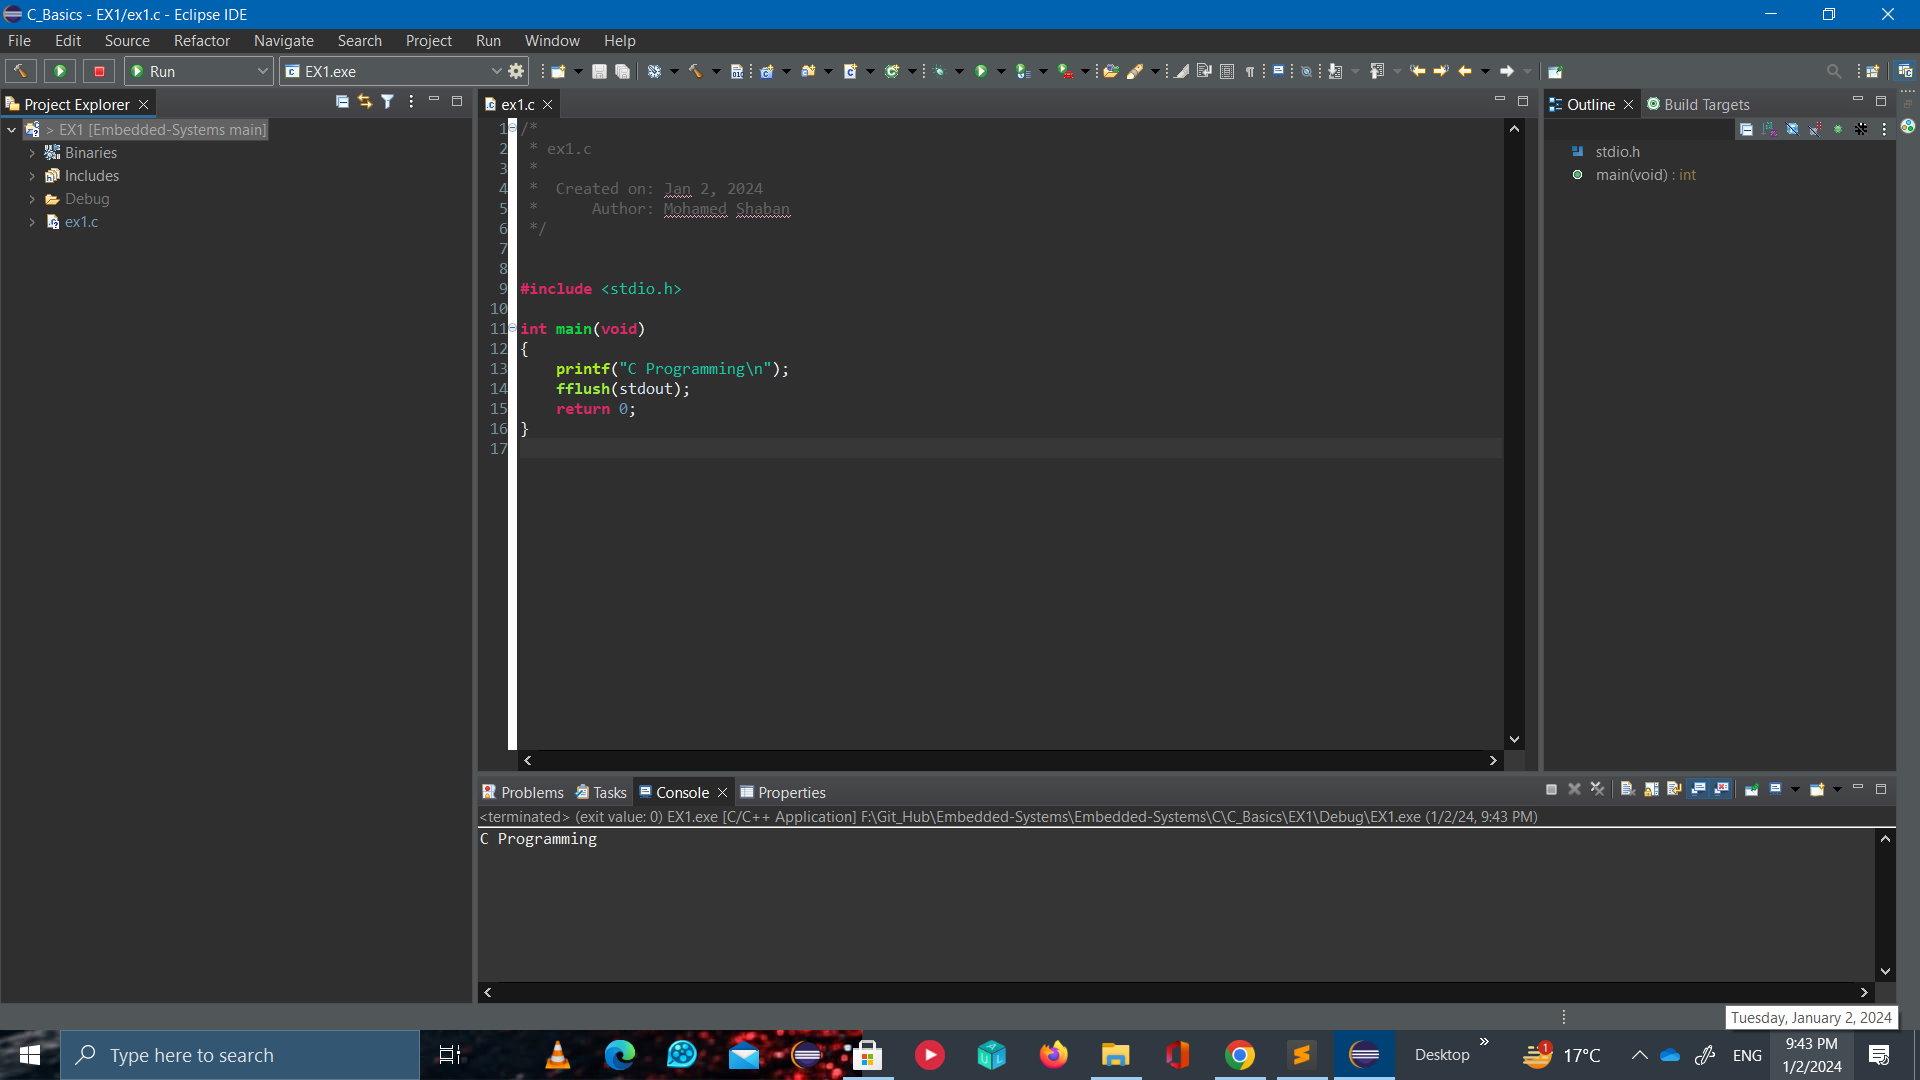 C_Basics - EX1/ex1.c - Eclipse IDE
File Edit Source Refactor Navigate Search Project Run Window Help
Run EX1.exe
Project Explorer
> EX1 [Embedded-Systems main]
Binaries
Includes
Debug
ex1.c
ex1.c
1 /*
2  * ex1.c
3  *
4  *  Created on: Jan 2, 2024
5  *      Author: Mohamed Shaban
6  */
7
8
9 #include <stdio.h>
10
11 int main(void)
12 {
13     printf("C Programming\n");
14     fflush(stdout);
15     return 0;
16 }
17
Outline Build Targets
stdio.h
main(void) : int
Problems Tasks Console Properties
<terminated> (exit value: 0) EX1.exe [C/C++ Application] F:\Git_Hub\Embedded-Systems\Embedded-Systems\C\C_Basics\EX1\Debug\EX1.exe (1/2/24, 9:43 PM)
C Programming
Tuesday, January 2, 2024
Type here to search
Desktop
1
17°C
ENG
9:43 PM
1/2/2024